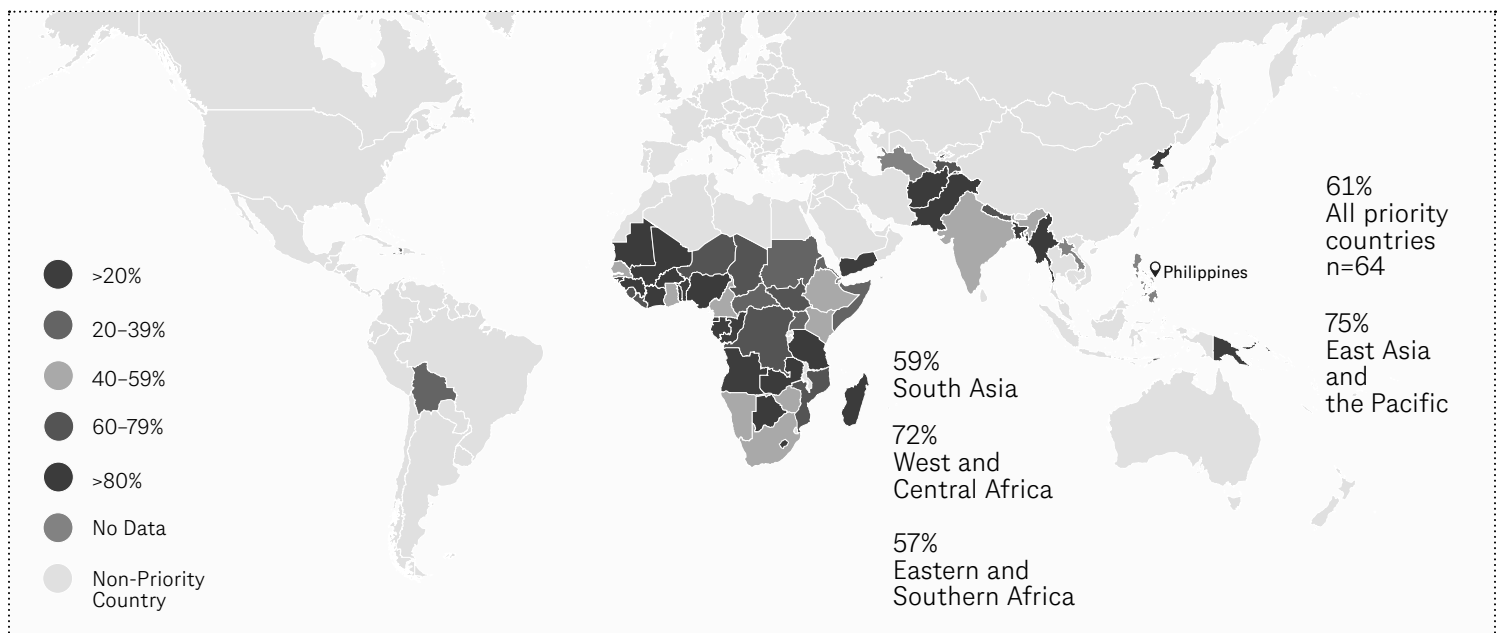 >20%
20–39%
40–59%
60–79%
>80%
No Data
Non-Priority
Country
59%
South Asia
72%
West and
Central Africa
57%
Eastern and
Southern Africa
Philippines
61%
All priority
countries
n=64
75%
East Asia
and
the Pacific